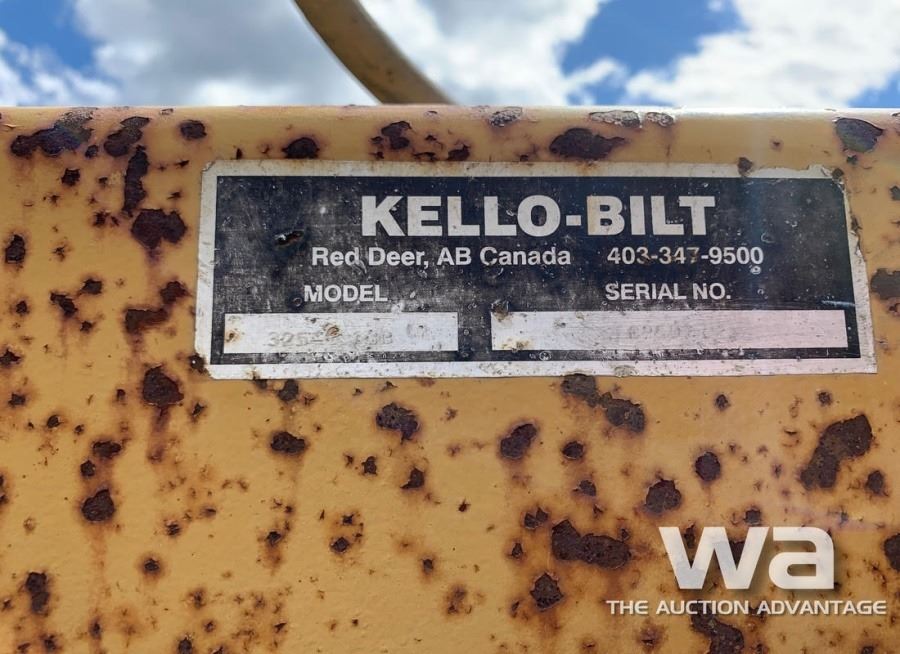 KELLO-BILT
Red Deer, AB Canada 403-347-9500
MODEL SERIAL NO.
wa
THE AUCTION ADVANTAGE